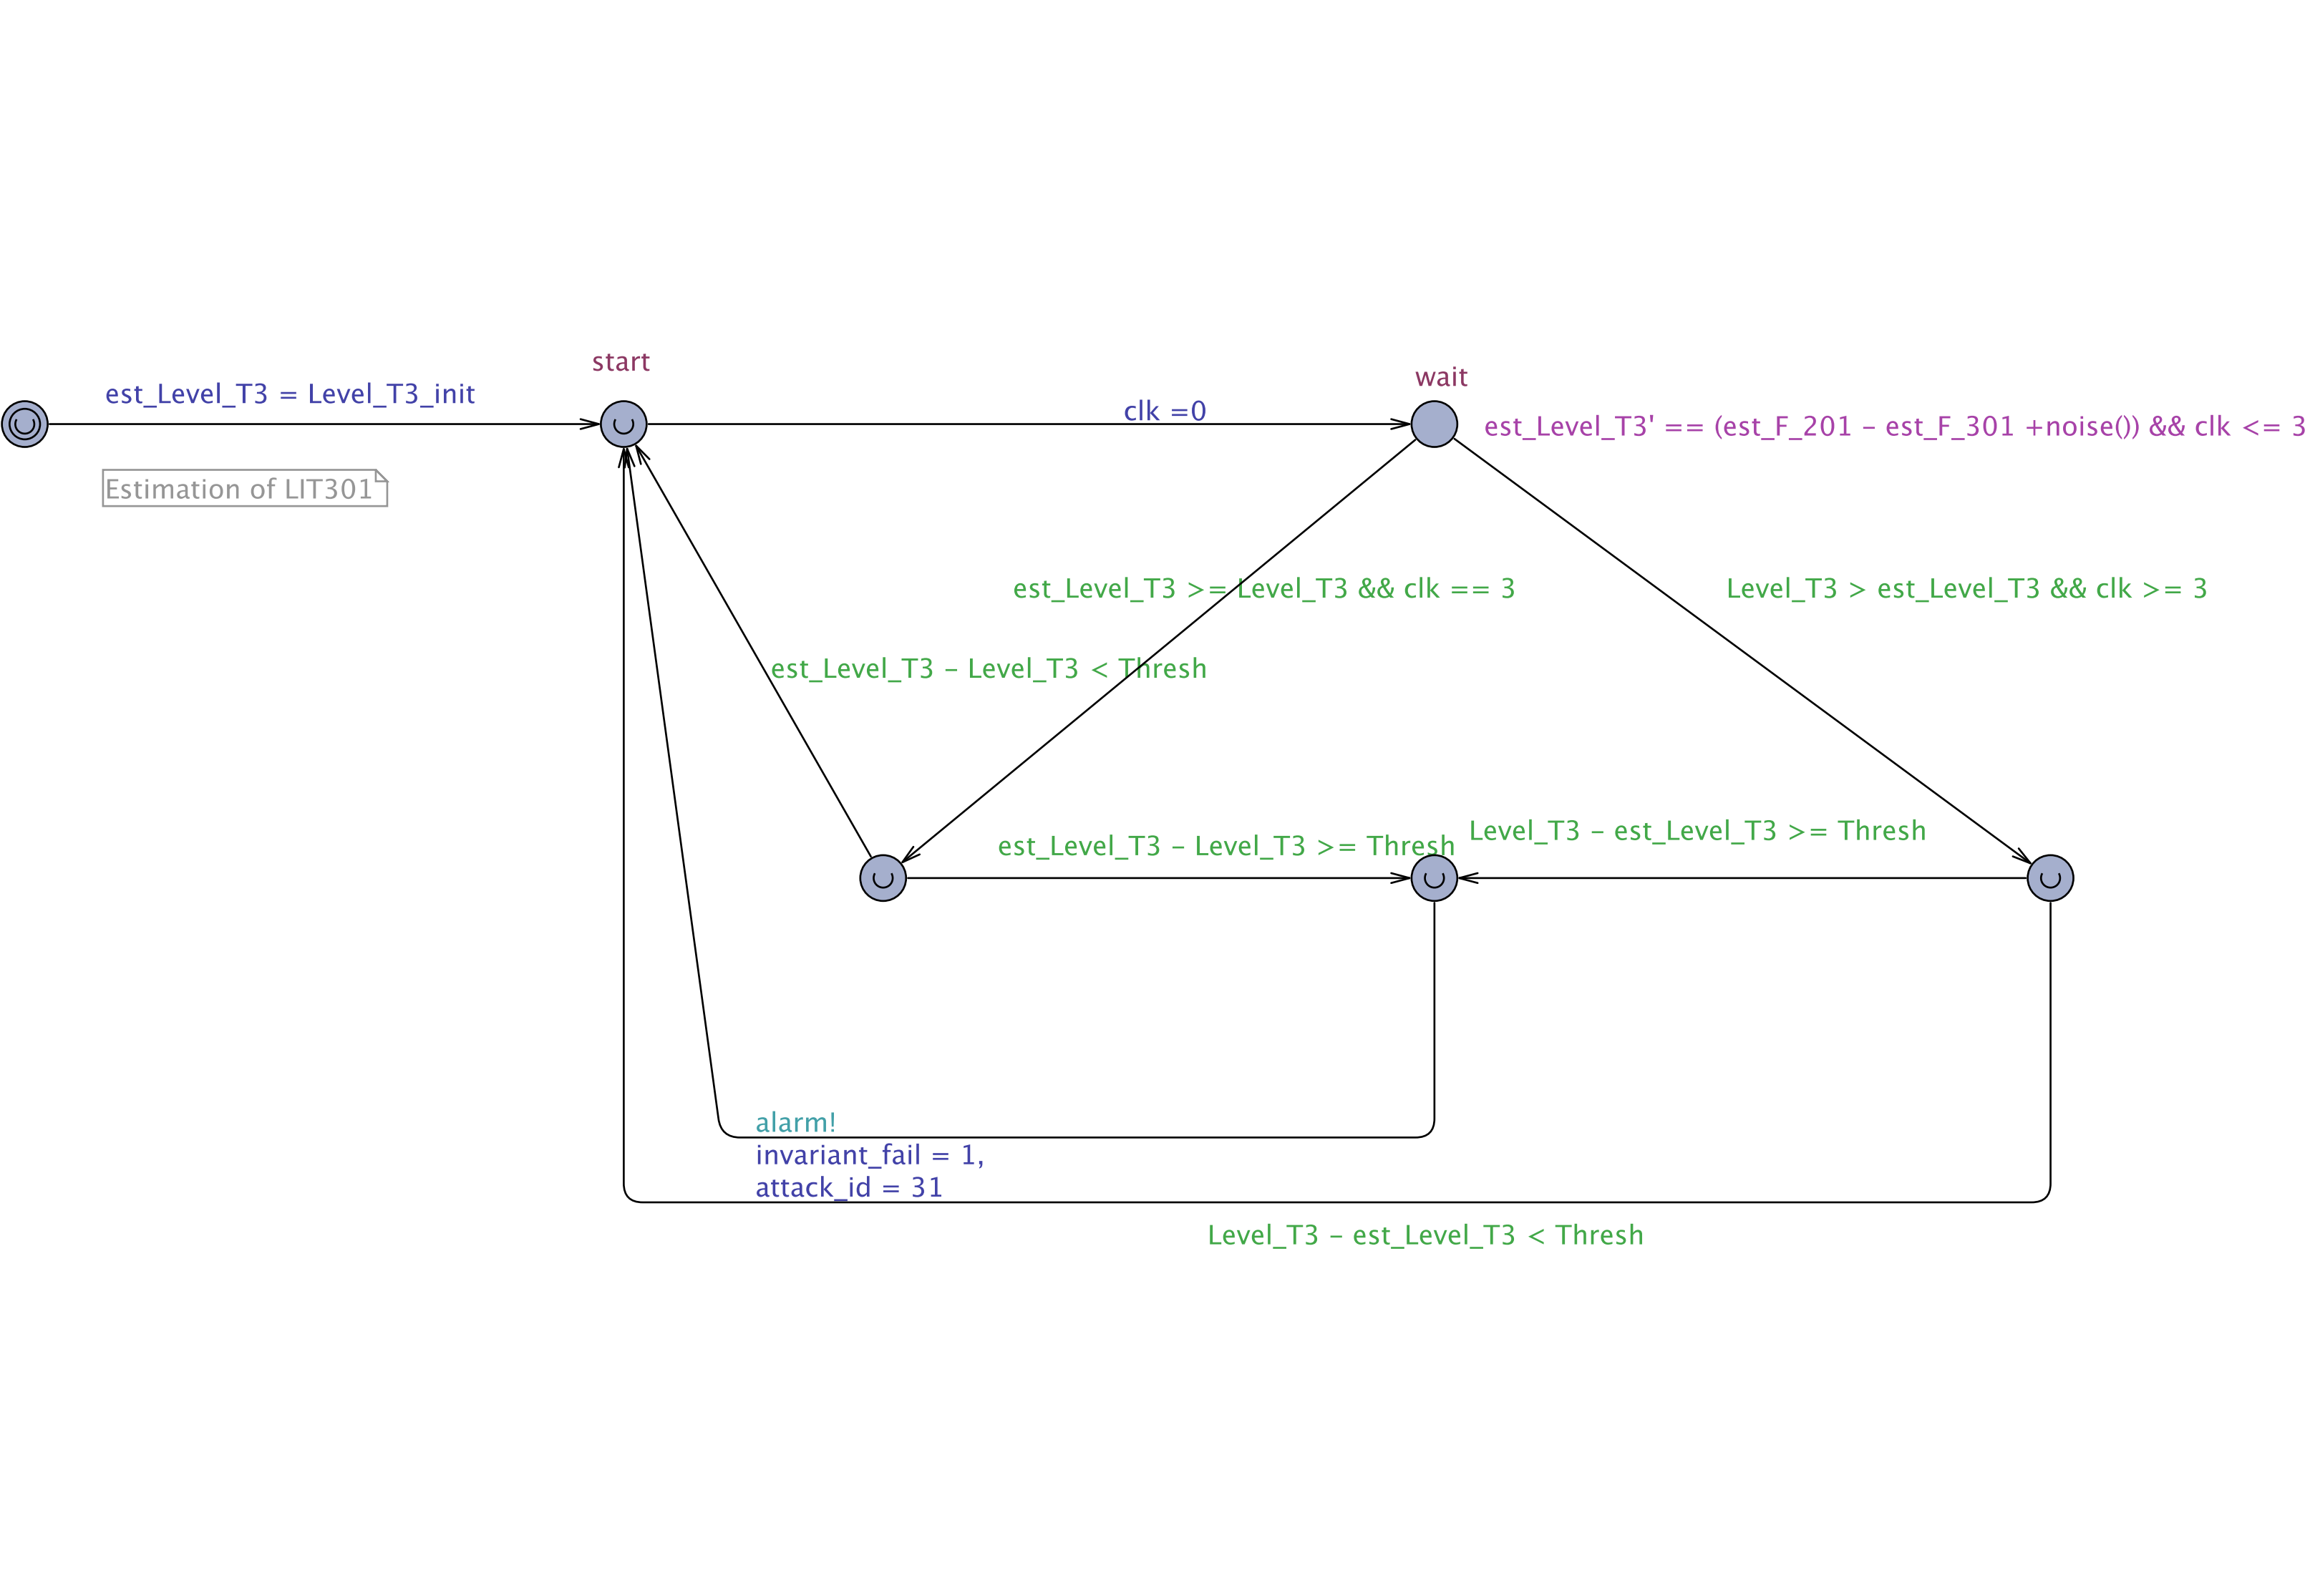 start
wait
est_Level_T3 = Level_T3_init
clk =0
est_Level_T3' == (est_F_201 – est_F_301 +noise()) && clk <= 3
Estimation of LIT301
est_Level_T3 >= Level_T3 && clk == 3
Level_T3 > est_Level_T3 && clk >= 3
est_Level_T3 – Level_T3 < Thresh
est_Level_T3 – Level_T3 >= Thresh
Level_T3 – est_Level_T3 >= Thresh
alarm!
invariant_fail = 1,
attack_id = 31
Level_T3 – est_Level_T3 < Thresh